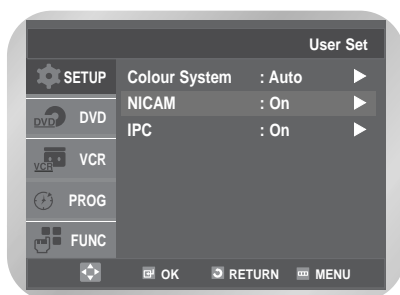 User Set
SETUP
Colour System : Auto
NICAM : On
DVD
DVD
IPC : On
VCR
VCR
PROG
FUNC
OK RETURN MENU